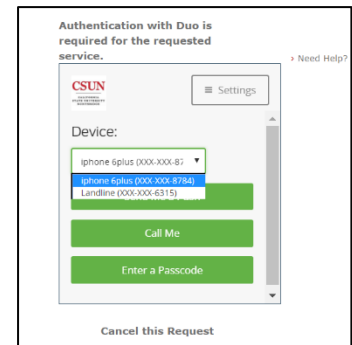 Authentication with Duo is
required for the requested
service.
› Need Help?
CSUN
CALIFORNIA
STATE UNIVERSITY
NORTHRIDGE
≡ Settings
Device:
iphone 6plus (XXX-XXX-87
iphone 6plus (XXX-XXX-8784)
Landline (XXX-XXX-6315)
Call Me
Enter a Passcode
Cancel this Request